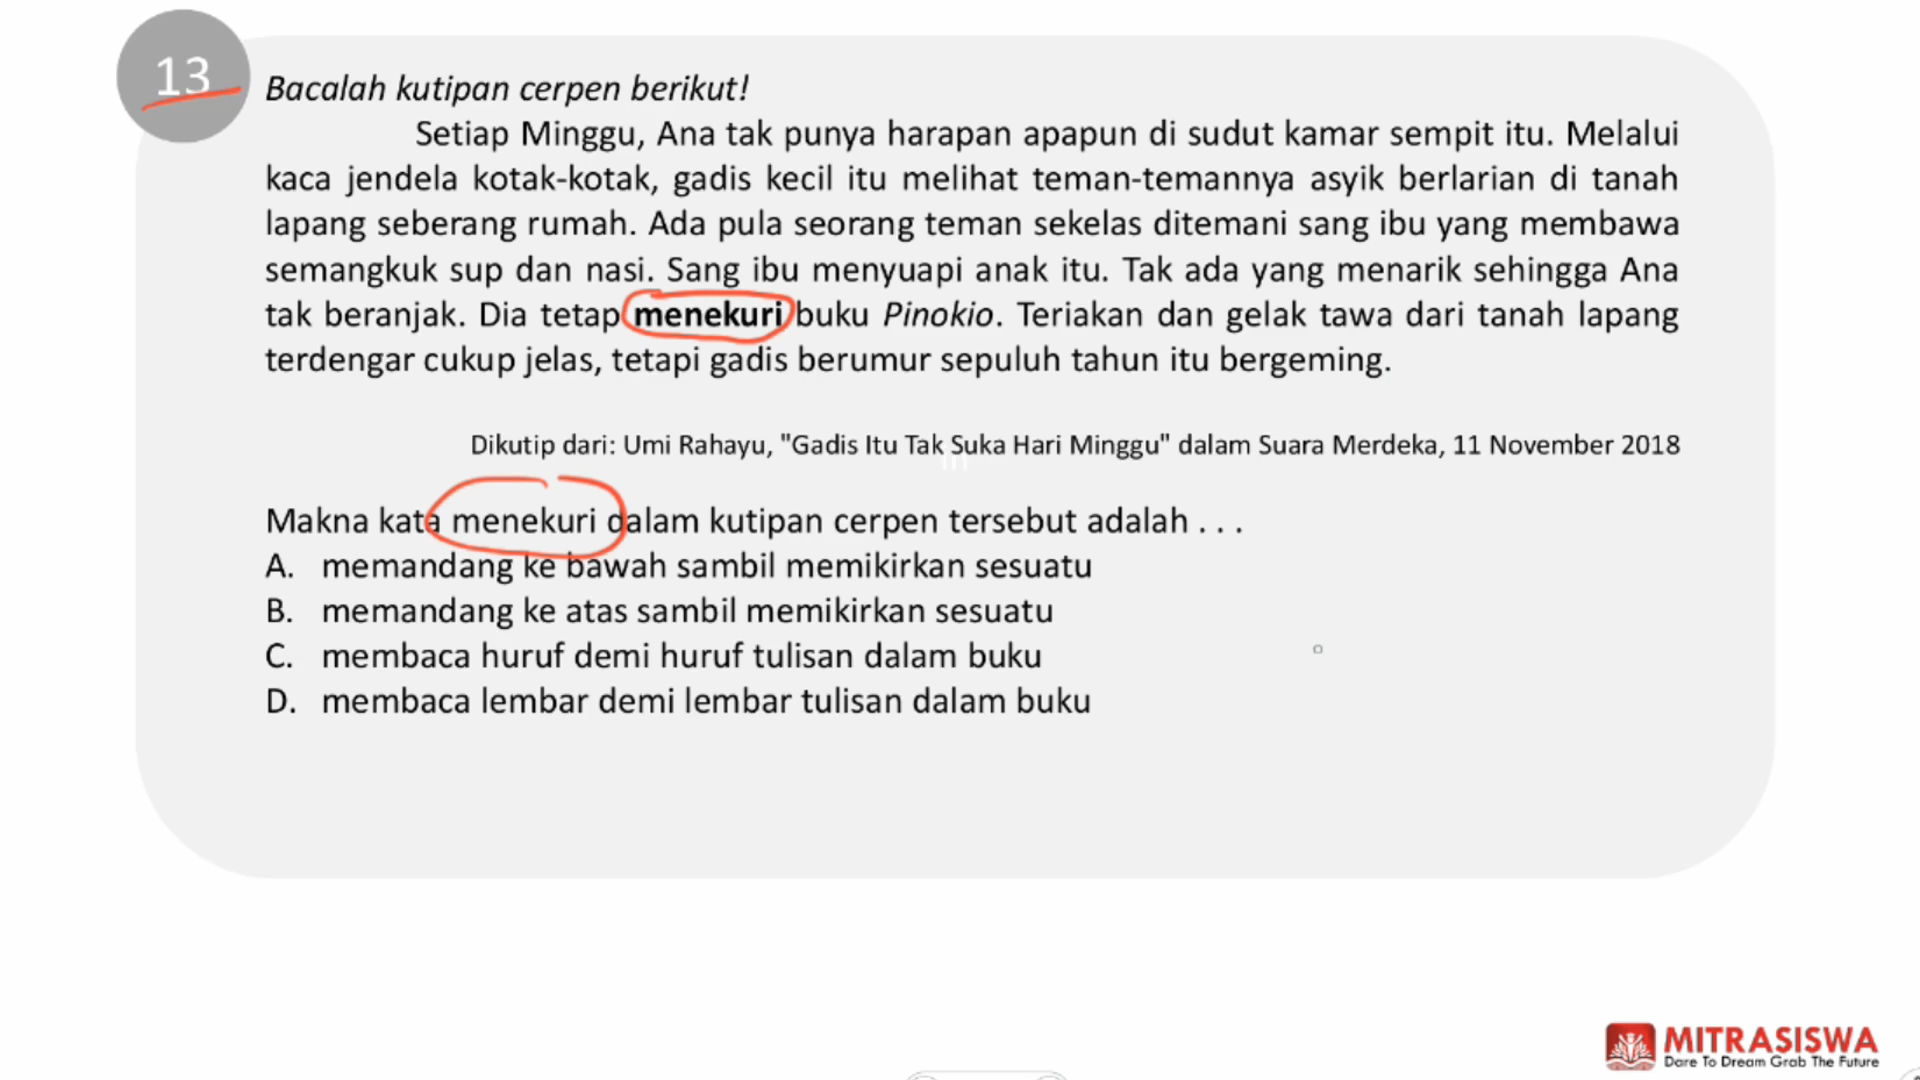 13
Bacalah kutipan cerpen berikut!
Setiap Minggu, Ana tak punya harapan apapun di sudut kamar sempit itu. Melalui
kaca jendela kotak-kotak, gadis kecil itu melihat teman-temannya asyik berlarian di tanah
lapang seberang rumah. Ada pula seorang teman sekelas ditemani sang ibu yang membawa
semangkuk sup dan nasi. Sang ibu menyuapi anak itu. Tak ada yang menarik sehingga Ana
tak beranjak. Dia tetap menekuri buku Pinokio. Teriakan dan gelak tawa dari tanah lapang
terdengar cukup jelas, tetapi gadis berumur sepuluh tahun itu bergeming.
Dikutip dari: Umi Rahayu, "Gadis Itu Tak Suka Hari Minggu" dalam Suara Merdeka, 11 November 2018
Makna kata menekuri dalam kutipan cerpen tersebut adalah . . .
A. memandang ke bawah sambil memikirkan sesuatu
B. memandang ke atas sambil memikirkan sesuatu
C. membaca huruf demi huruf tulisan dalam buku
D. membaca lembar demi lembar tulisan dalam buku
MITRASISWA
Dare To Dream Grab The Future